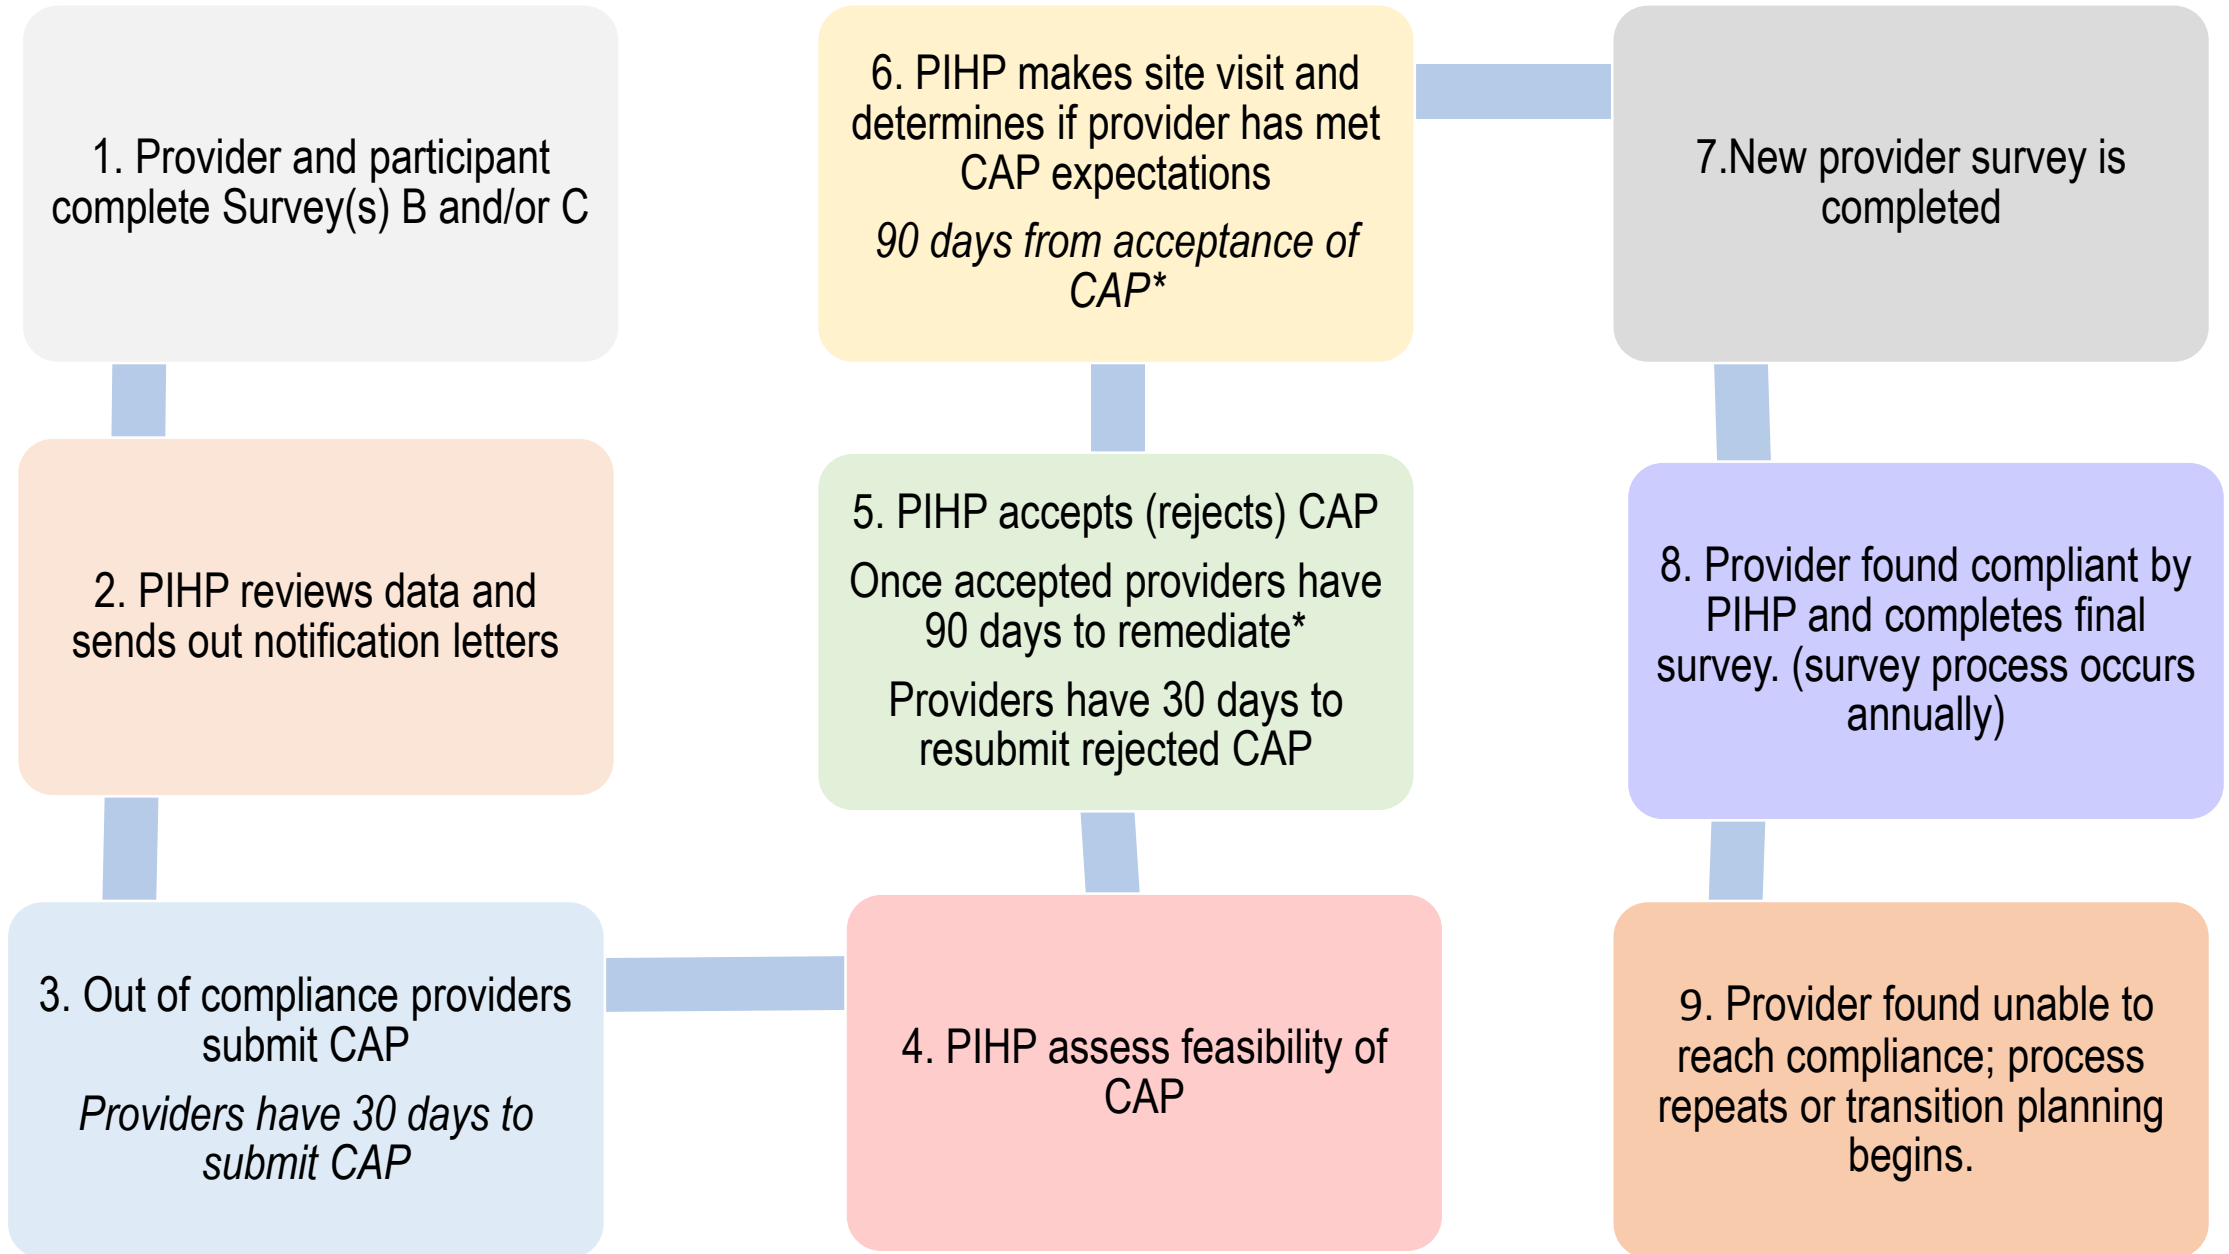 1. Provider and participant
complete Survey(s) B and/or C
2. PIHP reviews data and
sends out notification letters
3. Out of compliance providers
submit CAP
Providers have 30 days to
submit CAP
4. PIHP assess feasibility of
CAP
5. PIHP accepts (rejects) CAP
Once accepted providers have
90 days to remediate*
Providers have 30 days to
resubmit rejected CAP
6. PIHP makes site visit and
determines if provider has met
CAP expectations
90 days from acceptance of
CAP*
7.New provider survey is
completed
8. Provider found compliant by
PIHP and completes final
survey. (survey process occurs
annually)
9. Provider found unable to
reach compliance; process
repeats or transition planning
begins.